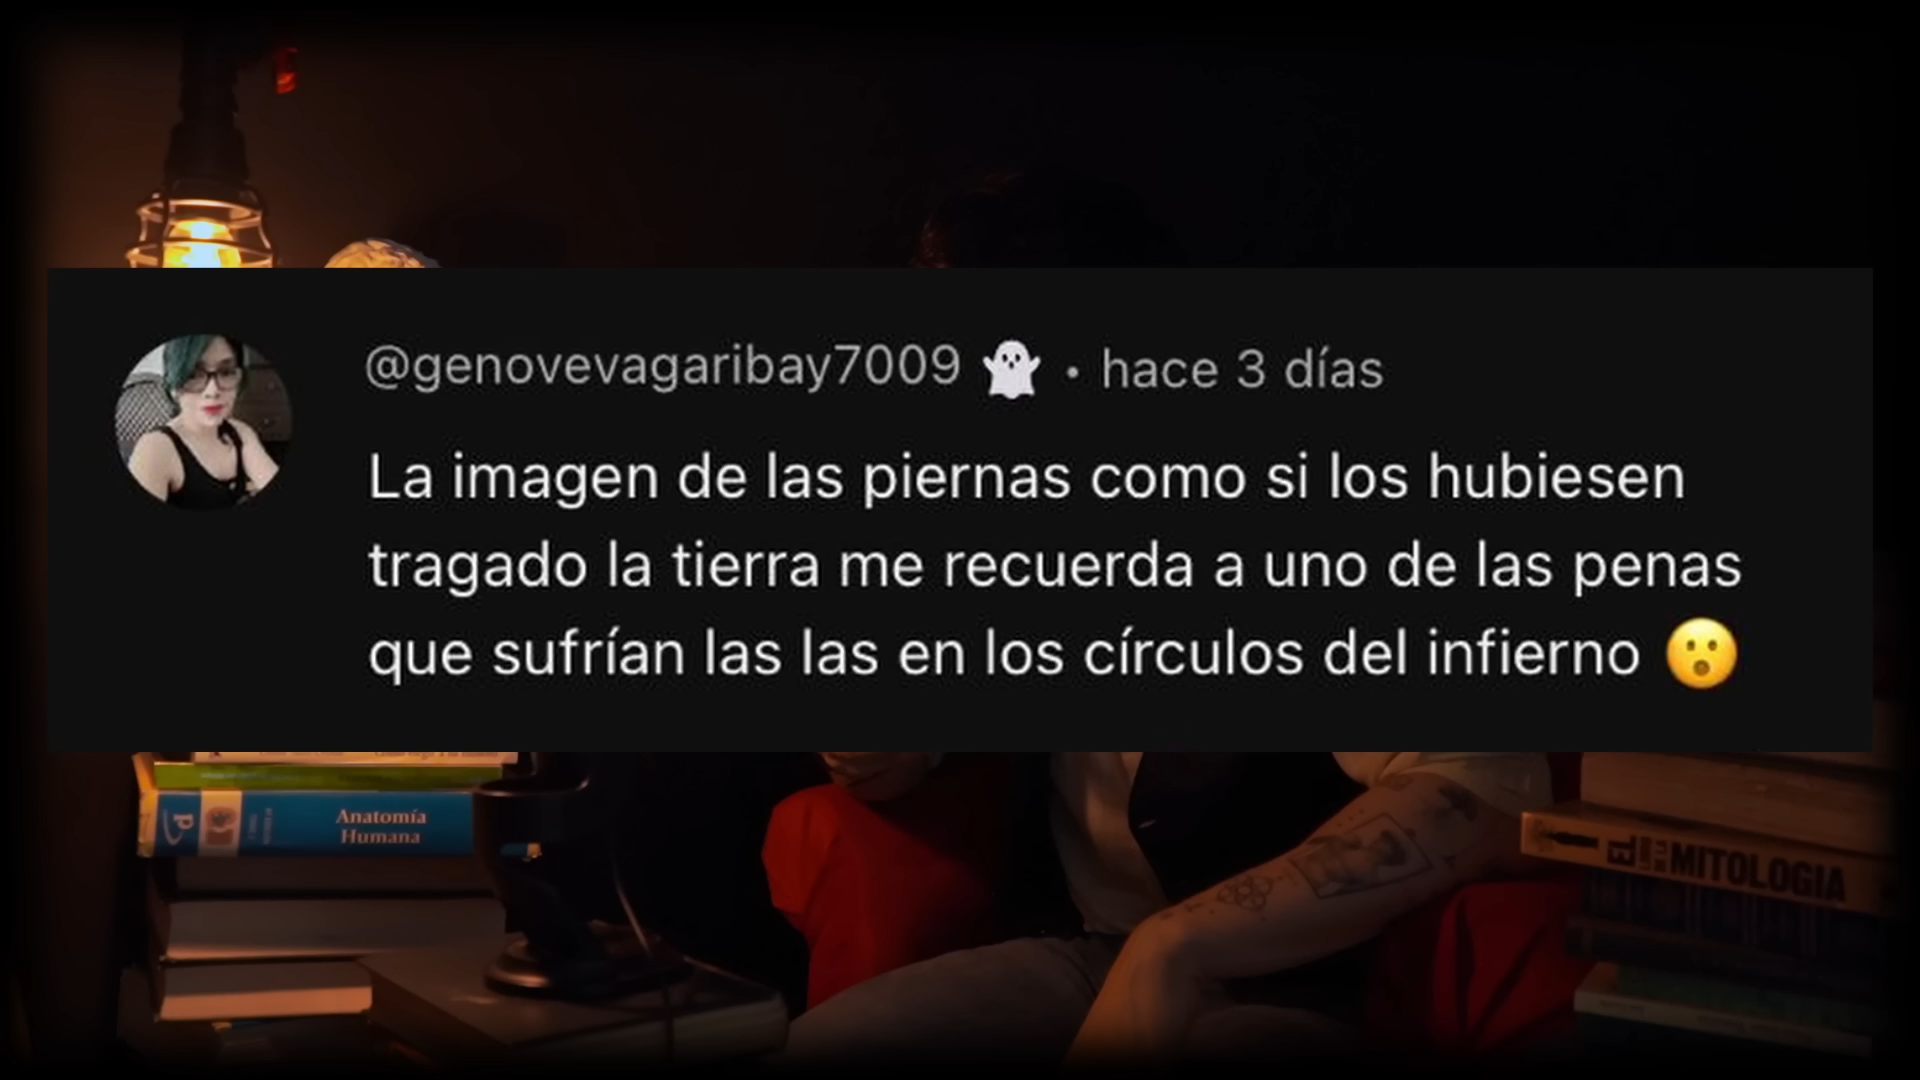 @genovevagaribay7009 👻 • hace 3 días
La imagen de las piernas como si los hubiesen
tragado la tierra me recuerda a uno de las penas
que sufrían las las en los círculos del infierno 😮
Anatomía
Humana
EL
MITOLOGIA